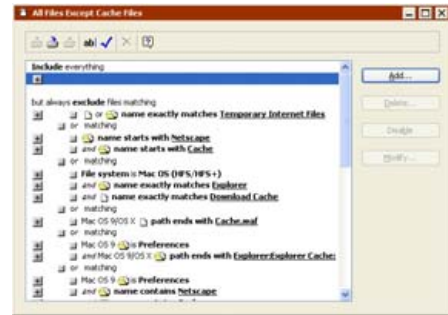 All Files Except Cache Files
ab|
Include everything
but always exclude files matching
or name exactly matches Temporary Internet Files
or matching
name starts with Netscape
and name starts with Cache
or matching
File system is Mac OS (HFS/HFS+)
and name exactly matches Explorer
and name exactly matches Download Cache
or matching
Mac OS 9/OS X path ends with Cache.waf
or matching
Mac OS 9 is Preferences
and Mac OS 9/OS X path ends with Explorer:Explorer Cache:
or matching
Mac OS 9 is Preferences
and name contains Netscape
Add...
Delete...
Disable
Modify...